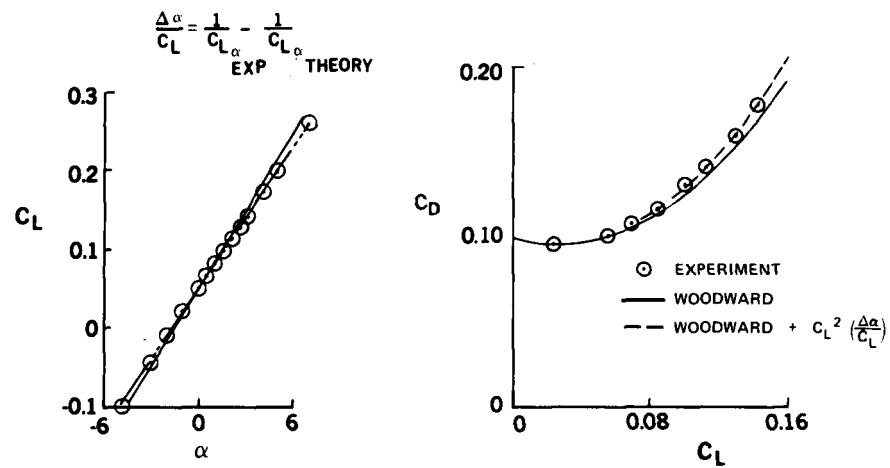 Δα/C_L = 1/C_Lα EXP - 1/C_Lα THEORY
0.3
0.2
C_L
0.1
0
-0.1
-6 0 6
α
0.20
C_D
0.10
0
0 0.08 0.16
C_L
EXPERIMENT
WOODWARD
WOODWARD + C_L² (Δα/C_L)